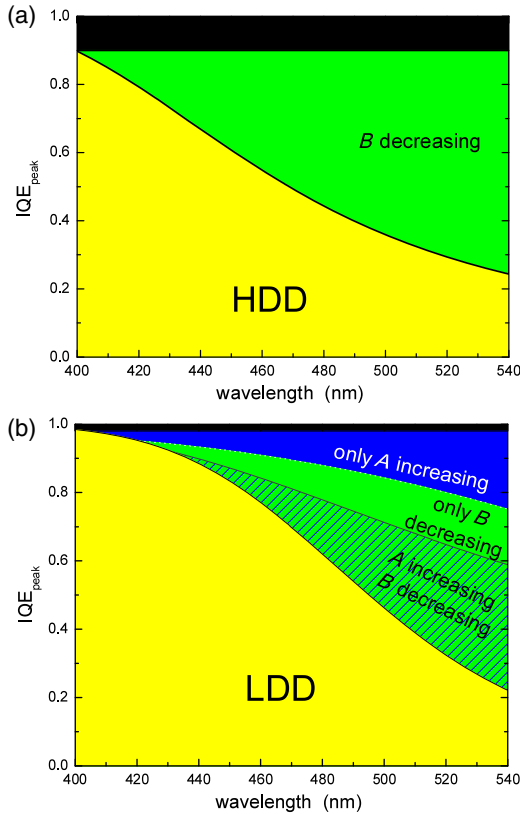 (a)
1.0
0.8
0.6
0.4
0.2
0.0
IQE_peak
B decreasing
HDD
400 420 440 460 480 500 520 540
wavelength (nm)
(b)
1.0
0.8
0.6
0.4
0.2
0.0
IQE_peak
only A increasing
only B
decreasing
A increasing
B decreasing
LDD
400 420 440 460 480 500 520 540
wavelength (nm)